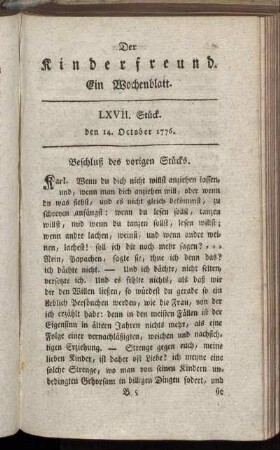 Der
Kinderfreund.
Ein Wochenblatt.
LXVII. Stück.
den 14. October 1776.
Beschluß des vorigen Stücks.
Karl. Wenn du dich nicht willst anziehen lassen,
und, wenn man dich anziehen will, oder wenn
du was siehst, und es nicht gleich bekömmst, zu
schreyen anfängst: wenn du lesen sollst, tanzen
willst, und wenn du tanzen sollst, lesen willst;
wenn andre lachen, weinst, und wenn andre wei-
nen, lachest! soll ich dir noch mehr sagen? ...
Nein, Papachen, sagte sie, thue ich denn das?
ich dächte nicht. — Und ich dächte, nicht selten,
versetzte ich. Und es fehlte nichts, als daß wir
dir den Willen ließen, so würdest du gerade so ein
Aeblich Persönchen werden, wie die Frau, von der
ich erzählt habe: denn in den meisten Fällen ist der
Eigensinn in ältern Jahren nichts mehr, als eine
Folge einer vernachläßigten, weichen und nachsich-
tigen Erziehung. — Strenge gegen euch, meine
lieben Kinder, ist daher oft Liebe! ich meyne eine
solche Strenge, wo man von seinen Kindern un-
bedingten Gehorsam in billigen Dingen fodert, und
B 5 sie